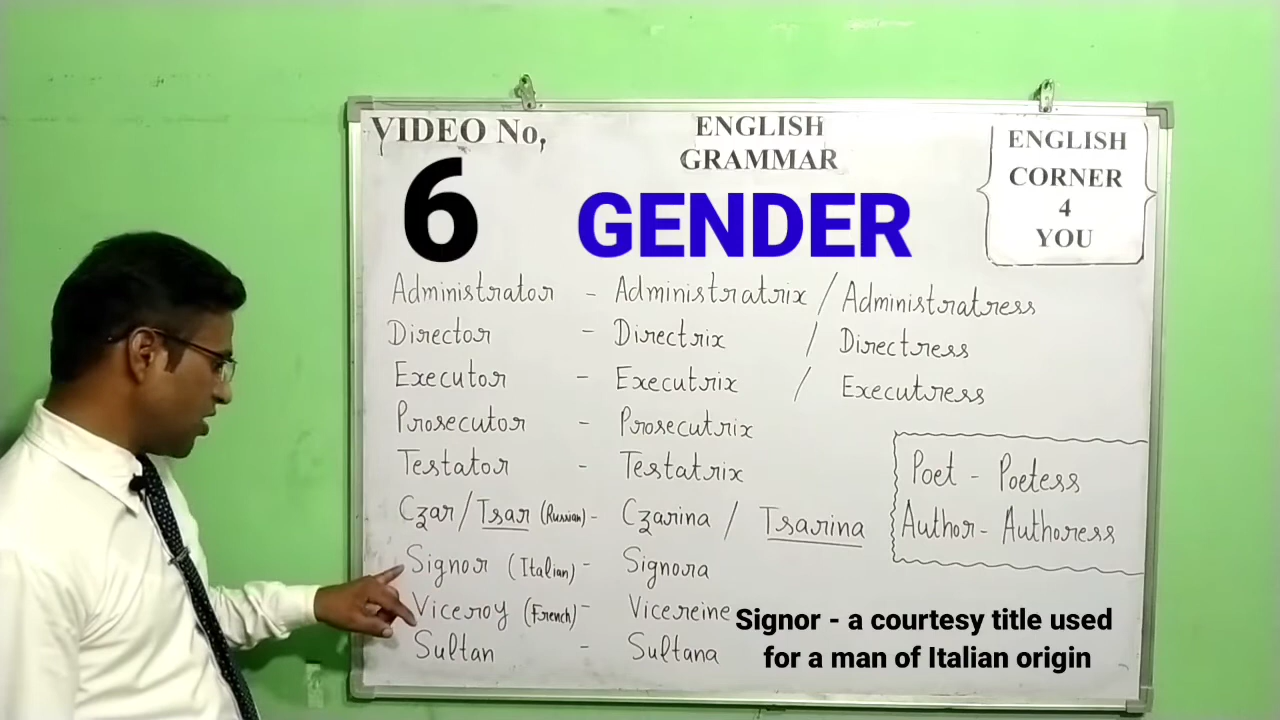 VIDEO No,
6
ENGLISH
GRAMMAR
GENDER
ENGLISH
CORNER
4
YOU
Administrator - Administratrix / Administratress
Director - Directrix / Directress
Executor - Executrix / Executress
Prosecutor - Prosecutrix
Testator - Testatrix
Czar/Tsar (Russian) - Czarina / Tsarina
Signor (Italian) - Signora
Viceroy (French) - Vicereine
Sultan - Sultana
Poet - Poetess
Author - Authoress
Signor - a courtesy title used
for a man of Italian origin